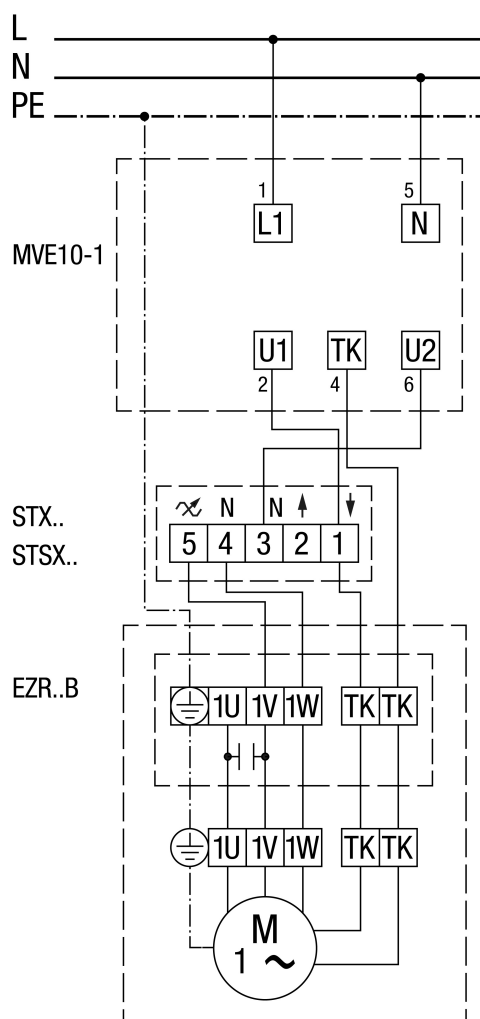 L
N
PE
1 5
L1 N
MVE10-1
U1 TK U2
2 4 6
N N
STX..
5 4 3 2 1
STSX..
EZR..B
1U 1V 1W TK TK
1U 1V 1W TK TK
M
1 ~